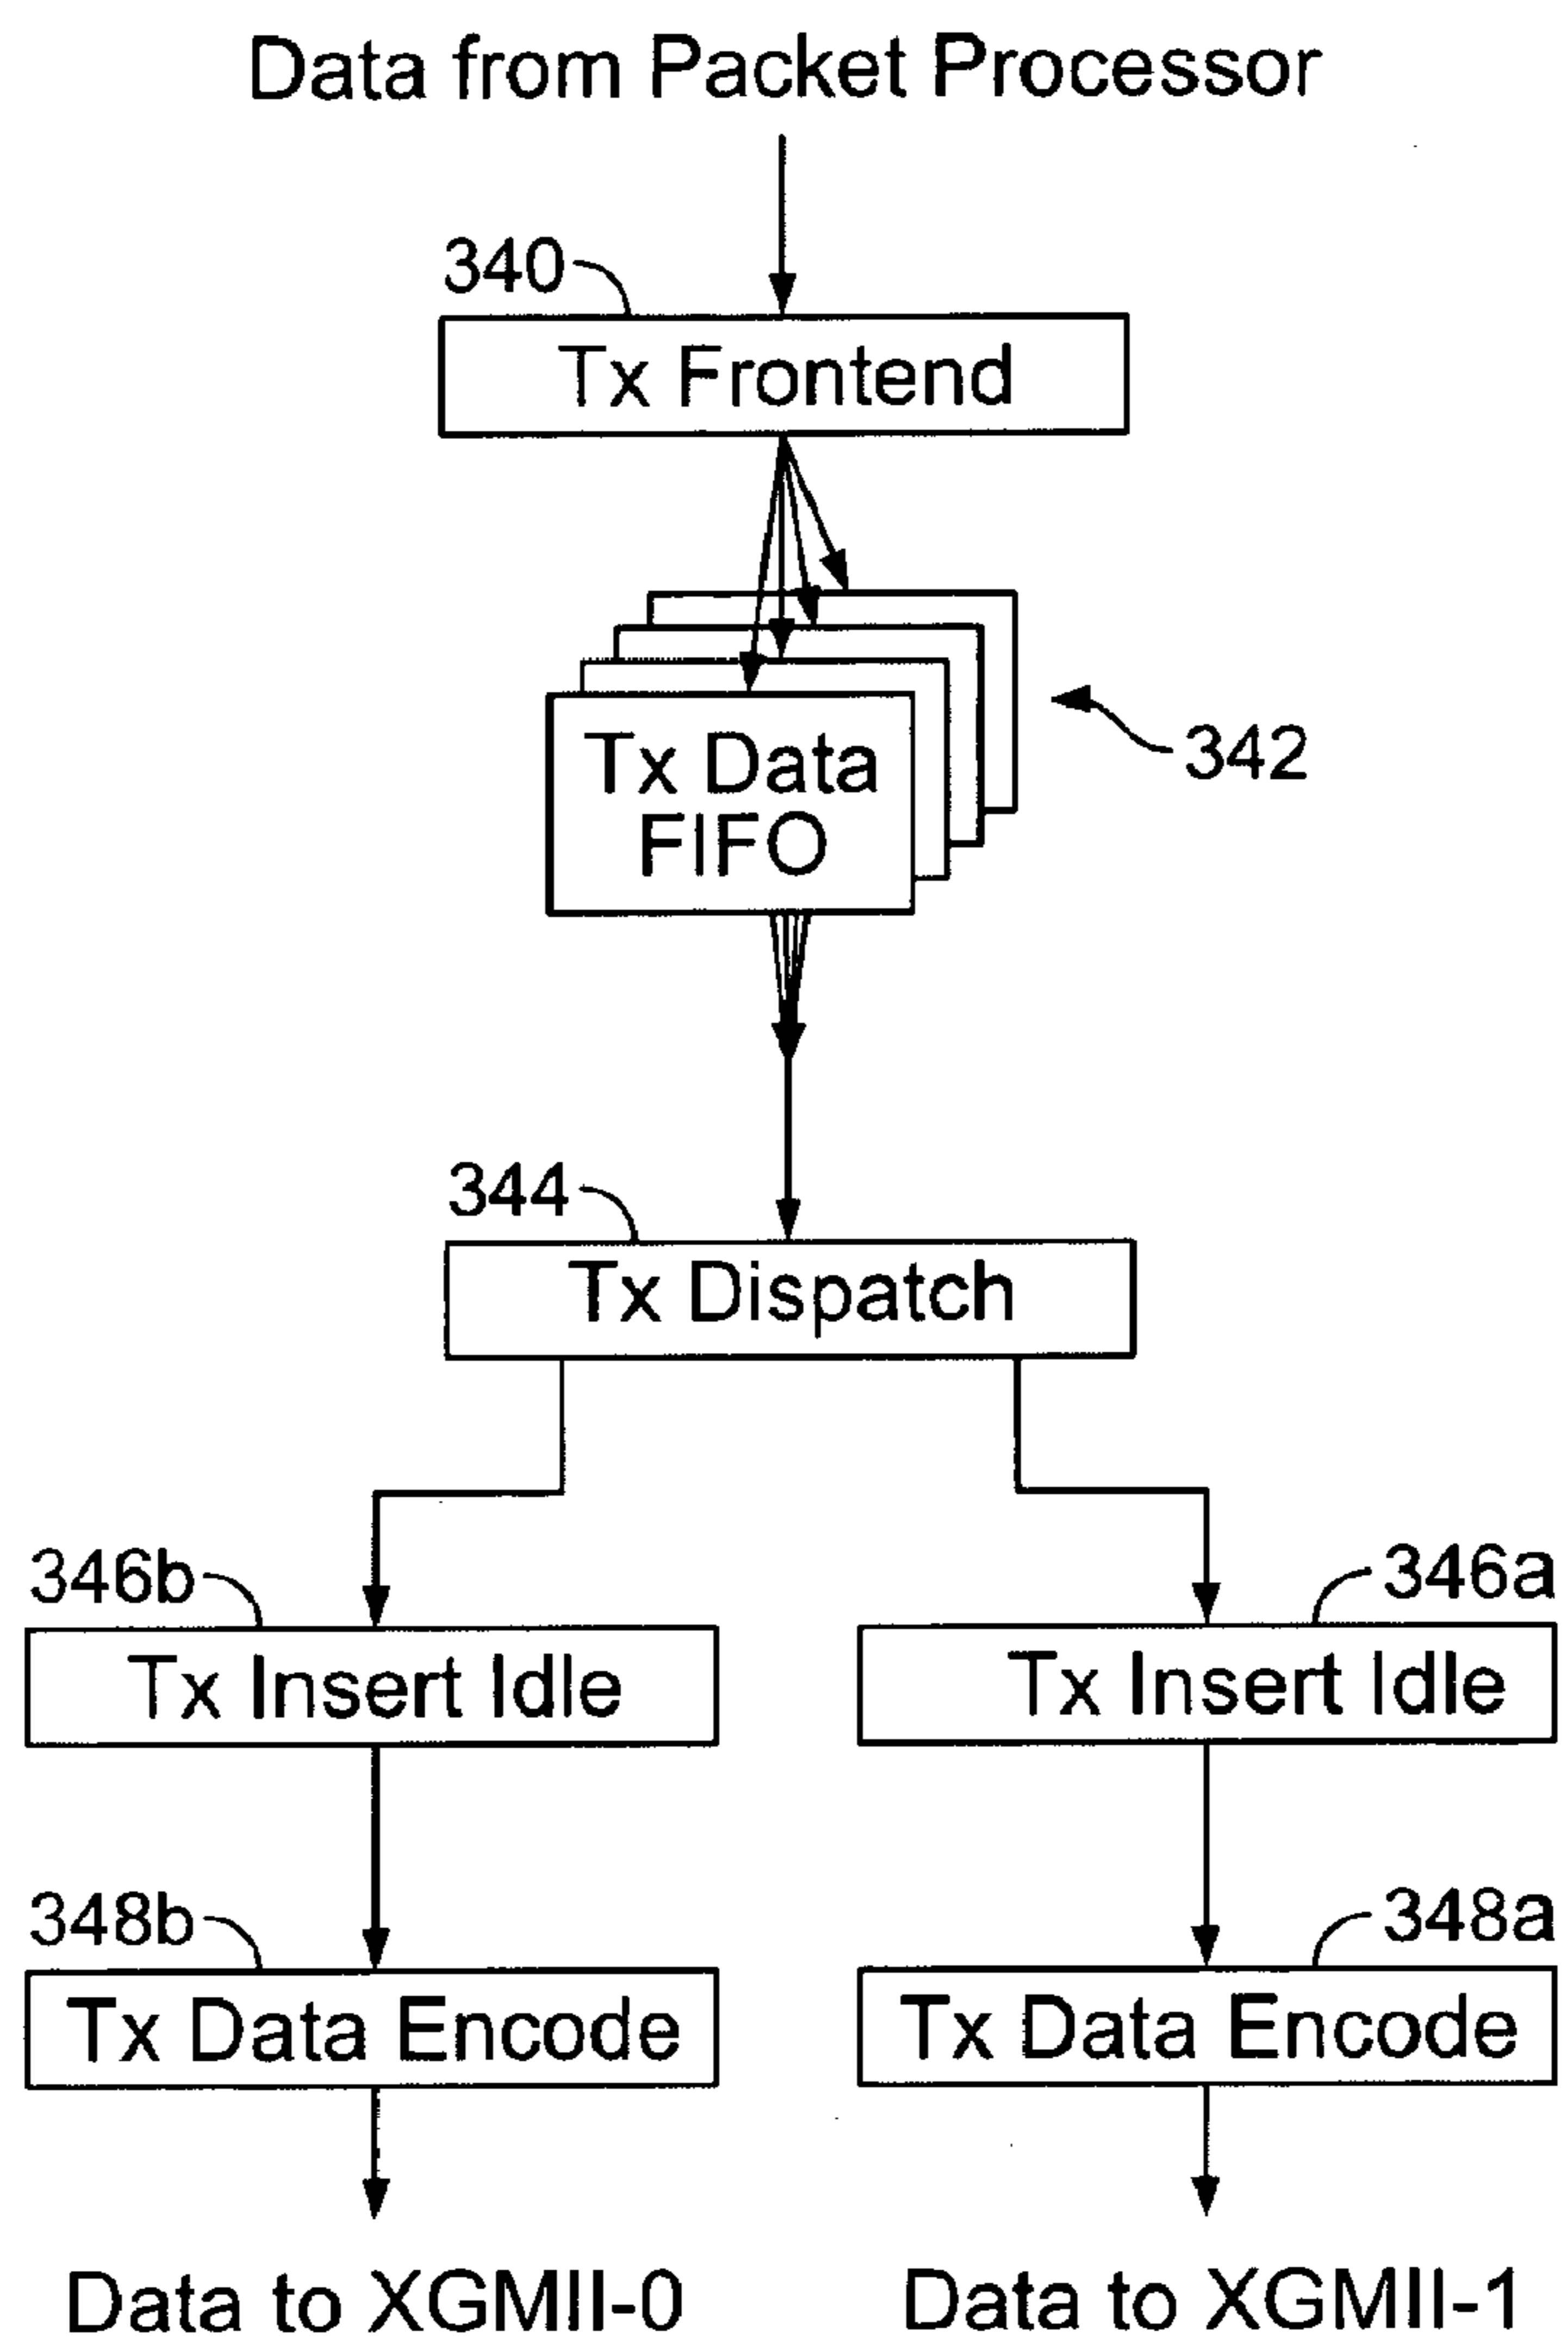 Data from Packet Processor
340
Tx Frontend
Tx Data
FIFO
342
344
Tx Dispatch
346b
346a
Tx Insert Idle
Tx Insert Idle
348b
348a
Tx Data Encode
Tx Data Encode
Data to XGMII-0
Data to XGMII-1